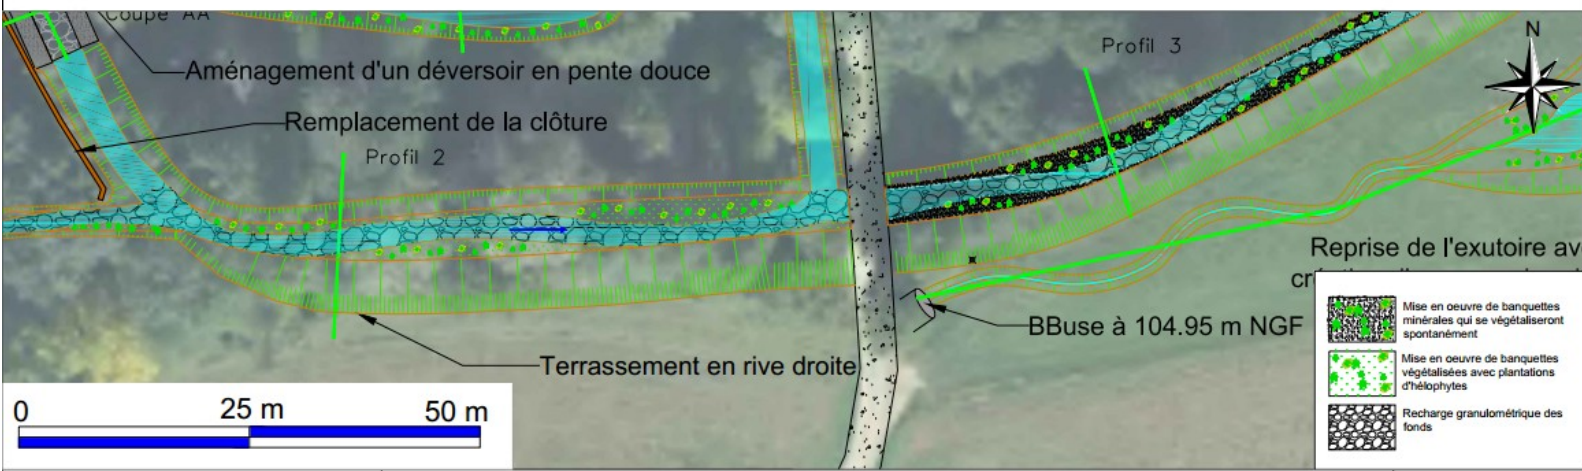 Coupe AA
Profil 3
N
Aménagement d'un déversoir en pente douce
Remplacement de la clôture
Profil 2
Reprise de l'exutoire av
BBuse à 104.95 m NGF
Terrassement en rive droite
0 25 m 50 m
Mise en oeuvre de banquettes
minérales qui se végétaliseront
spontanément
Mise en oeuvre de banquettes
végétalisées avec plantations
d'hélophytes
Recharge granulométrique des
fonds